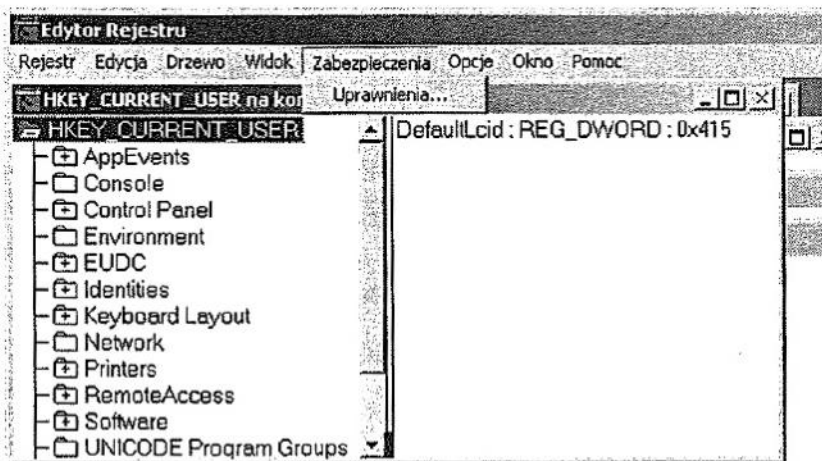 Edytor Rejestru
Rejestr Edycja Drzewo Widok Zabezpieczenia Opcje Okno Pomoc
HKEY_CURRENT_USER na
Uprawnienia...
HKEY_CURRENT_USER
DefaultLcid : REG_DWORD : 0x415
AppEvents
Console
Control Panel
Environment
EUDC
Identities
Keyboard Layout
Network
Printers
RemoteAccess
Software
UNICODE Program Groups